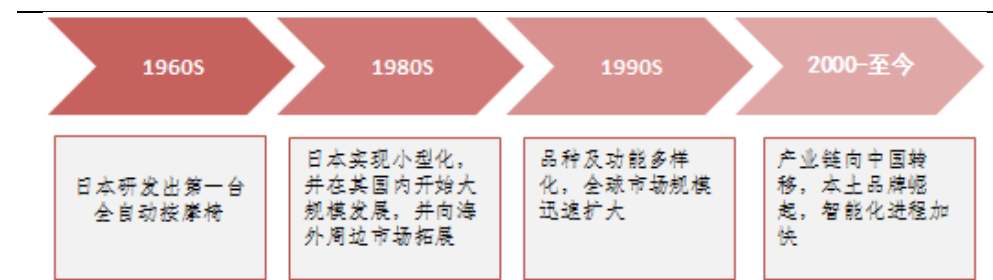 1960S
1980S
1990S
2000-至今
日本研发出第一台
全自动按摩椅
日本实现小型化，
并在其国内开始大
规模发展，并向海
外周边市场拓展
品种及功能多样
化，全球市场规模
迅速扩大
产业链向中国转
移，本土品牌崛
起，智能化进程加
快